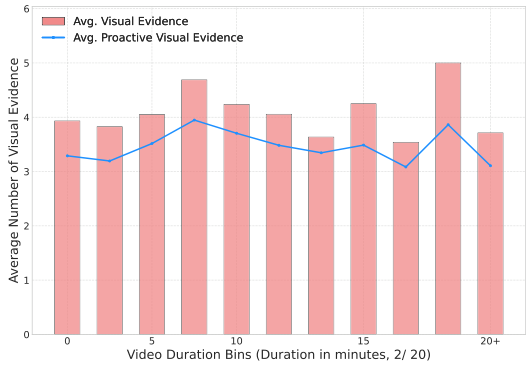 Avg. Visual Evidence
Avg. Proactive Visual Evidence
Average Number of Visual Evidence
6
5
4
3
2
1
0
0 5 10 15 20+
Video Duration Bins (Duration in minutes, 2/ 20)